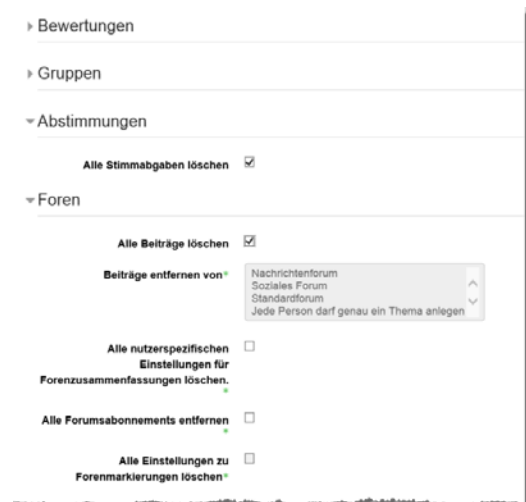 Bewertungen
Gruppen
Abstimmungen
Alle Stimmabgaben löschen
Foren
Alle Beiträge löschen
Beiträge entfernen von*
Nachrichtenforum
Soziales Forum
Standardforum
Jede Person darf genau ein Thema anlegen
Alle nutzerspezifischen
Einstellungen für
Forenzusammenfassungen löschen.
*
Alle Forumsabonnements entfernen
*
Alle Einstellungen zu
Forenmarkierungen löschen*